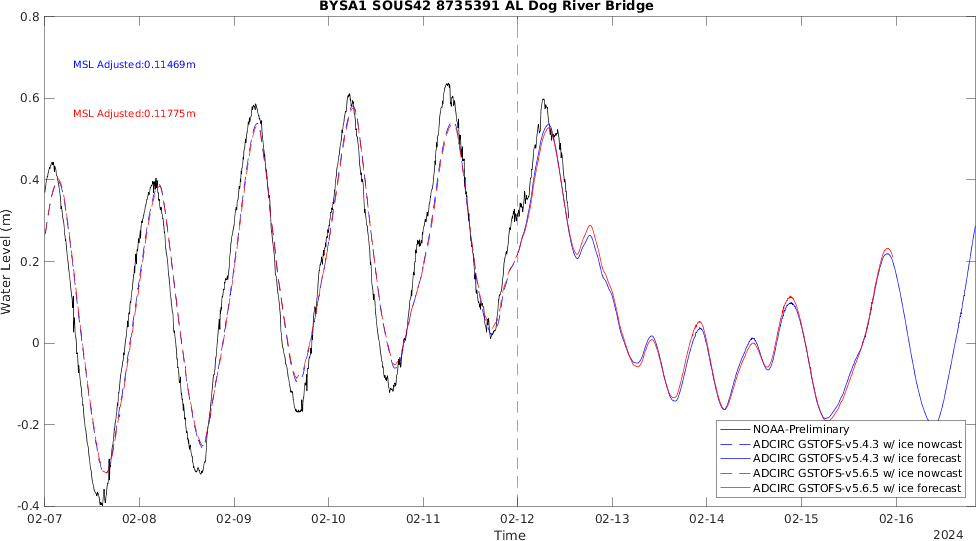 BYSA1 SOUS42 8735391 AL Dog River Bridge
MSL Adjusted:0.11469m
MSL Adjusted:0.11775m
Water Level (m)
0.8
0.6
0.4
0.2
0
-0.2
-0.4
NOAA-Preliminary
ADCIRC GSTOFS-v5.4.3 w/ ice nowcast
ADCIRC GSTOFS-v5.4.3 w/ ice forecast
ADCIRC GSTOFS-v5.6.5 w/ ice nowcast
ADCIRC GSTOFS-v5.6.5 w/ ice forecast
02-07 02-08 02-09 02-10 02-11 02-12 02-13 02-14 02-15 02-16
Time
2024